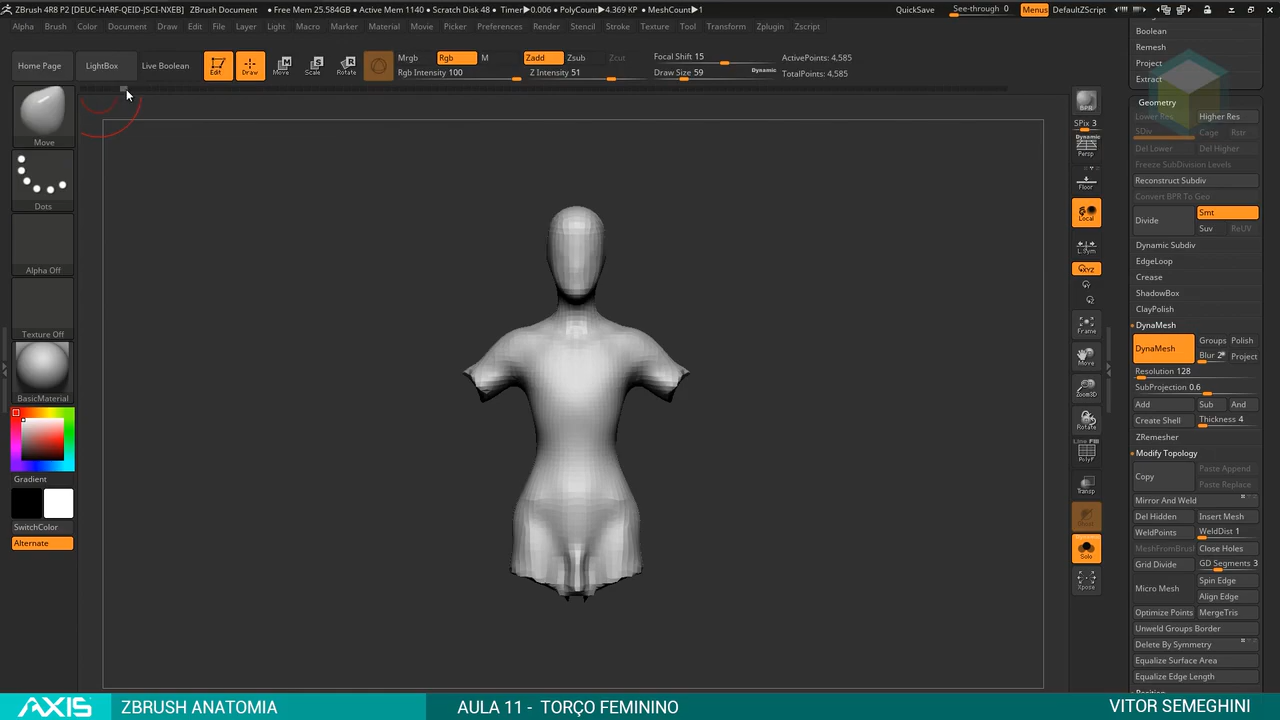 ZBrush 4R8 P2 [DEUC-HARF-QEID-JSCI-NXEB] ZBrush Document • Free Mem 25.584GB • Active Mem 1140 • Scratch Disk 48 • Timer▶0.006 • PolyCount▶4.369 KP • MeshCount▶1 QuickSave See-through 0 Menus DefaultZScript
Alpha Brush Color Document Draw Edit File Layer Light Macro Marker Material Movie Picker Preferences Render Stencil Stroke Texture Tool Transform Zplugin Zscript
Home Page LightBox Live Boolean Edit Draw Move Scale Rotate
Mrgb Rgb M Zadd Zsub Zcut Focal Shift 15 ActivePoints: 4,585
Rgb Intensity 100 Z Intensity 51 Draw Size 59 Dynamic TotalPoints: 4,585
Move
Dots
Alpha Off
Texture Off
BasicMaterial
Gradient
SwitchColor
Alternate
BPR
SPix 3
Dynamic
Persp
Floor
Local
L.Sym
XYZ
Frame
Move
Zoom3D
Rotate
Line Fill
PolyF
Transp
Dynamic
Solo
Xpose
Boolean
Remesh
Project
Extract
Geometry
Lower Res Higher Res
SDiv Cage Rstr
Del Lower Del Higher
Freeze SubDivision Levels
Reconstruct Subdiv
Convert BPR To Geo
Divide Smt
Suv ReUV
Dynamic Subdiv
EdgeLoop
Crease
ShadowBox
ClayPolish
DynaMesh
DynaMesh Groups Polish
Blur 2 Project
Resolution 128
SubProjection 0.6
Add Sub And
Create Shell Thickness 4
ZRemesher
Modify Topology
Copy Paste Append
Paste Replace
Mirror And Weld
Del Hidden Insert Mesh
WeldPoints WeldDist 1
MeshFromBrush Close Holes
Grid Divide GD Segments 3
Micro Mesh Spin Edge
Align Edge
Optimize Points MergeTris
Unweld Groups Border
Delete By Symmetry
Equalize Surface Area
Equalize Edge Length
Position
AXIS ZBRUSH ANATOMIA AULA 11 - TORÇO FEMININO VITOR SEMEGHINI